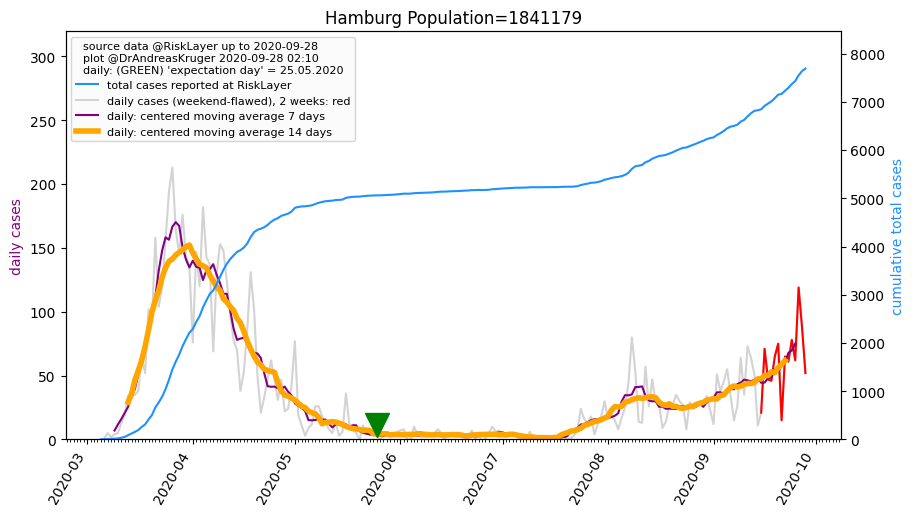 Hamburg Population=1841179
source data @RiskLayer up to 2020-09-28
plot @DrAndreasKruger 2020-09-28 02:10
daily: (GREEN) 'expectation day' = 25.05.2020
total cases reported at RiskLayer
daily cases (weekend-flawed), 2 weeks: red
daily: centered moving average 7 days
daily: centered moving average 14 days
daily cases
300
250
200
150
100
50
0
cumulative total cases
8000
7000
6000
5000
4000
3000
2000
1000
0
2020-03
2020-04
2020-05
2020-06
2020-07
2020-08
2020-09
2020-10